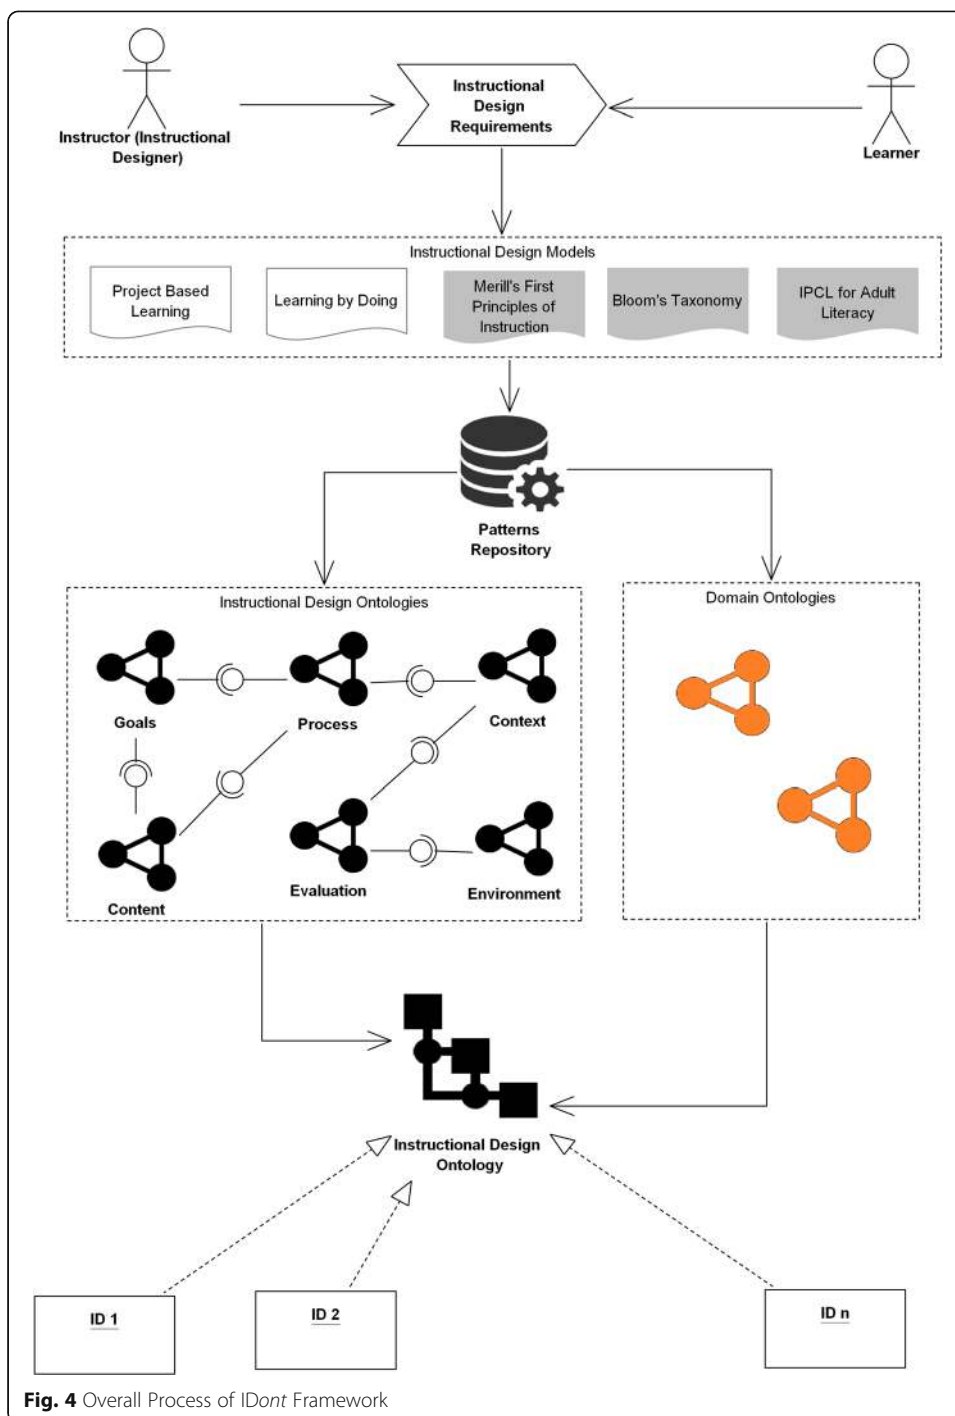 Instructional
Design
Requirements
Instructor (Instructional
Designer)
Learner
Instructional Design Models
Project Based
Learning
Learning by Doing
Merill's First
Principles of
Instruction
Bloom's Taxonomy
IPCL for Adult
Literacy
Patterns
Repository
Instructional Design Ontologies
Domain Ontologies
Goals
Process
Context
Content
Evaluation
Environment
Instructional Design
Ontology
ID 1
ID 2
ID n
Fig. 4 Overall Process of IDont Framework